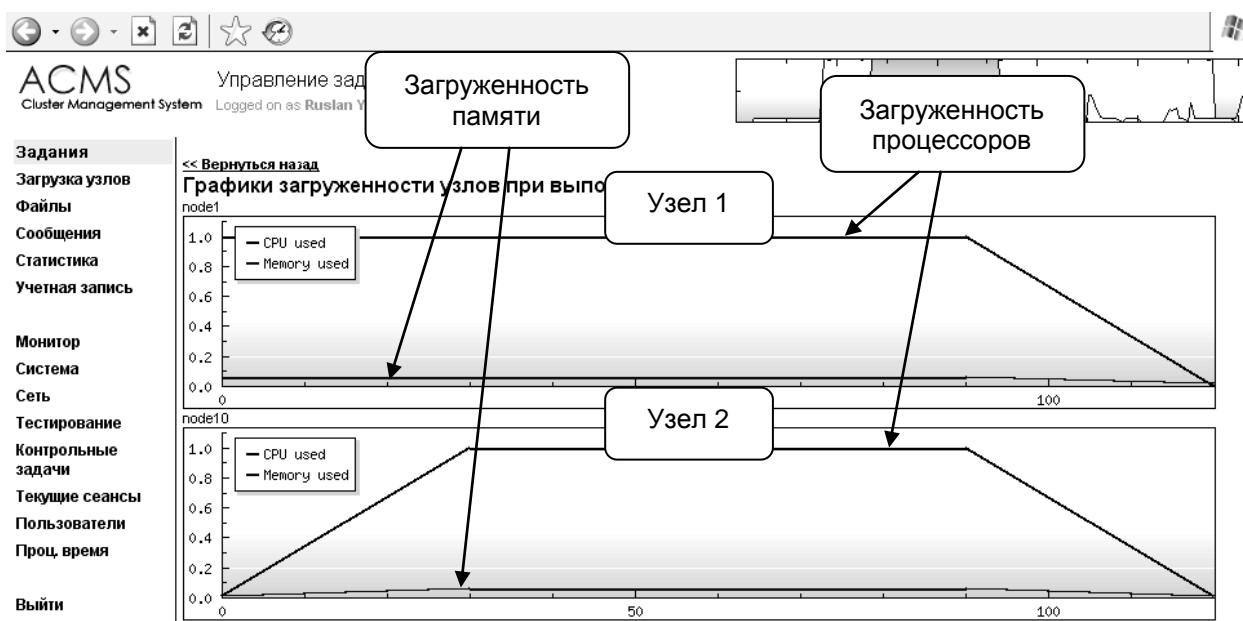 ACMS
Cluster Management System
Управление зад
Logged on as Ruslan Y
Загруженность
памяти
Загруженность
процессоров
Задания
Загрузка узлов
Файлы
Сообщения
Статистика
Учетная запись
Монитор
Система
Сеть
Тестирование
Контрольные
задачи
Текущие сеансы
Пользователи
Проц. время
Выйти
<< Вернуться назад
Графики загруженности узлов при выпо
node1
Узел 1
1.0
0.8
0.6
0.4
0.2
0.0
CPU used
Memory used
0
100
node10
Узел 2
1.0
0.8
0.6
0.4
0.2
0.0
CPU used
Memory used
0
50
100